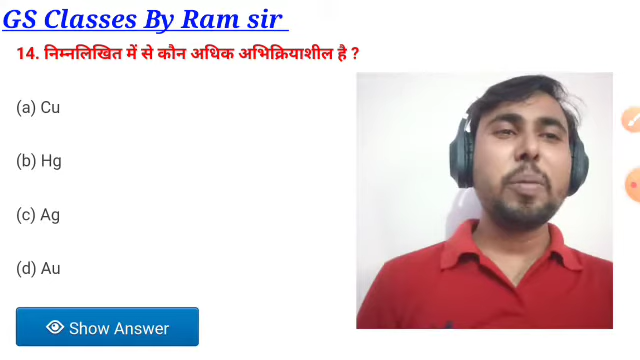 GS Classes By Ram sir
14. निम्नलिखित में से कौन अधिक अभिक्रियाशील है ?
(a) Cu
(b) Hg
(c) Ag
(d) Au
Show Answer